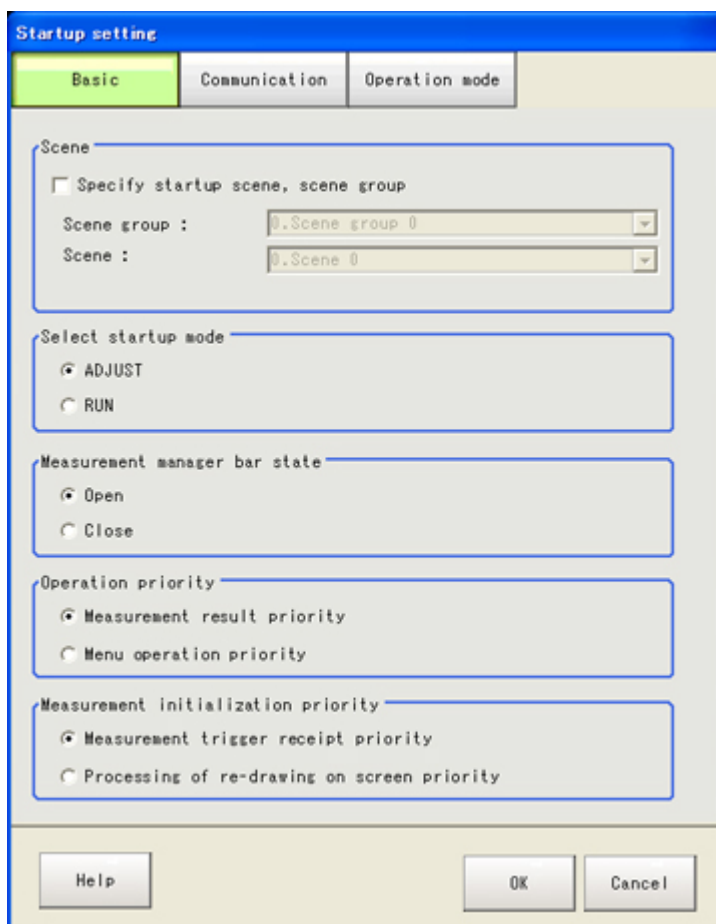 Startup setting
Basic Communication Operation mode
Scene
Specify startup scene, scene group
Scene group : 0.Scene group 0
Scene : 0.Scene 0
Select startup mode
ADJUST
RUN
Measurement manager bar state
Open
Close
Operation priority
Measurement result priority
Menu operation priority
Measurement initialization priority
Measurement trigger receipt priority
Processing of re-drawing on screen priority
Help OK Cancel